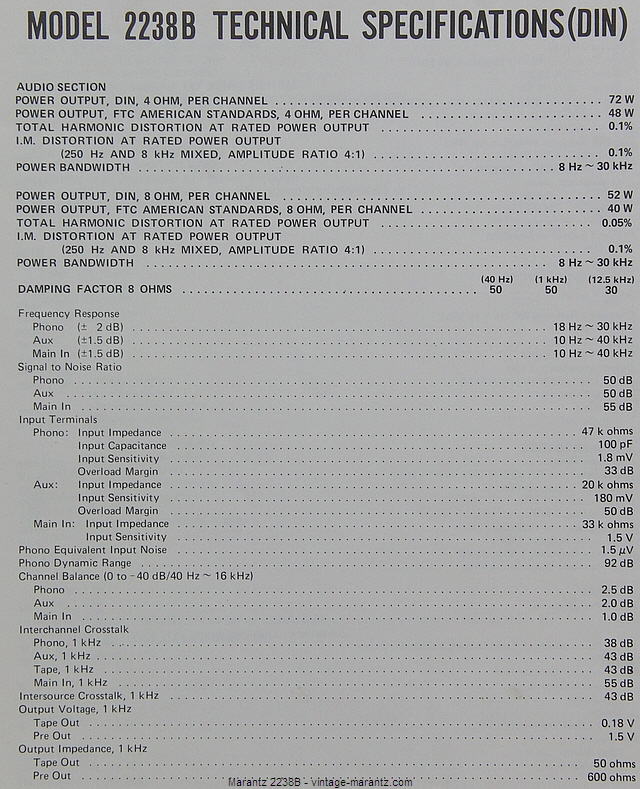 MODEL 2238B TECHNICAL SPECIFICATIONS (DIN)
AUDIO SECTION
POWER OUTPUT, DIN, 4 OHM, PER CHANNEL 72 W
POWER OUTPUT, FTC AMERICAN STANDARDS, 4 OHM, PER CHANNEL 48 W
TOTAL HARMONIC DISTORTION AT RATED POWER OUTPUT 0.1%
I.M. DISTORTION AT RATED POWER OUTPUT
(250 Hz AND 8 kHz MIXED, AMPLITUDE RATIO 4:1) 0.1%
POWER BANDWIDTH 8 Hz ~ 30 kHz
POWER OUTPUT, DIN, 8 OHM, PER CHANNEL 52 W
POWER OUTPUT, FTC AMERICAN STANDARDS, 8 OHM, PER CHANNEL 40 W
TOTAL HARMONIC DISTORTION AT RATED POWER OUTPUT 0.05%
I.M. DISTORTION AT RATED POWER OUTPUT
(250 Hz AND 8 kHz MIXED, AMPLITUDE RATIO 4:1) 0.1%
POWER BANDWIDTH 8 Hz ~ 30 kHz
(40 Hz) (1 kHz) (12.5 kHz)
DAMPING FACTOR 8 OHMS 50 50 30
Frequency Response
Phono (± 2 dB) 18 Hz ~ 30 kHz
Aux (±1.5 dB) 10 Hz ~ 40 kHz
Main In (±1.5 dB) 10 Hz ~ 40 kHz
Signal to Noise Ratio
Phono 50 dB
Aux 50 dB
Main In 55 dB
Input Terminals
Phono: Input Impedance 47 k ohms
Input Capacitance 100 pF
Input Sensitivity 1.8 mV
Overload Margin 33 dB
Aux: Input Impedance 20 k ohms
Input Sensitivity 180 mV
Overload Margin 50 dB
Main In: Input Impedance 33 k ohms
Input Sensitivity 1.5 V
Phono Equivalent Input Noise 1.5 μV
Phono Dynamic Range 92 dB
Channel Balance (0 to −40 dB/40 Hz ~ 16 kHz)
Phono 2.5 dB
Aux 2.0 dB
Main In 1.0 dB
Interchannel Crosstalk
Phono, 1 kHz 38 dB
Aux, 1 kHz 43 dB
Tape, 1 kHz 43 dB
Main In, 1 kHz 55 dB
Intersource Crosstalk, 1 kHz 43 dB
Output Voltage, 1 kHz
Tape Out 0.18 V
Pre Out 1.5 V
Output Impedance, 1 kHz
Tape Out 50 ohms
Pre Out 600 ohms
Marantz 2238B - vintage-marantz.com